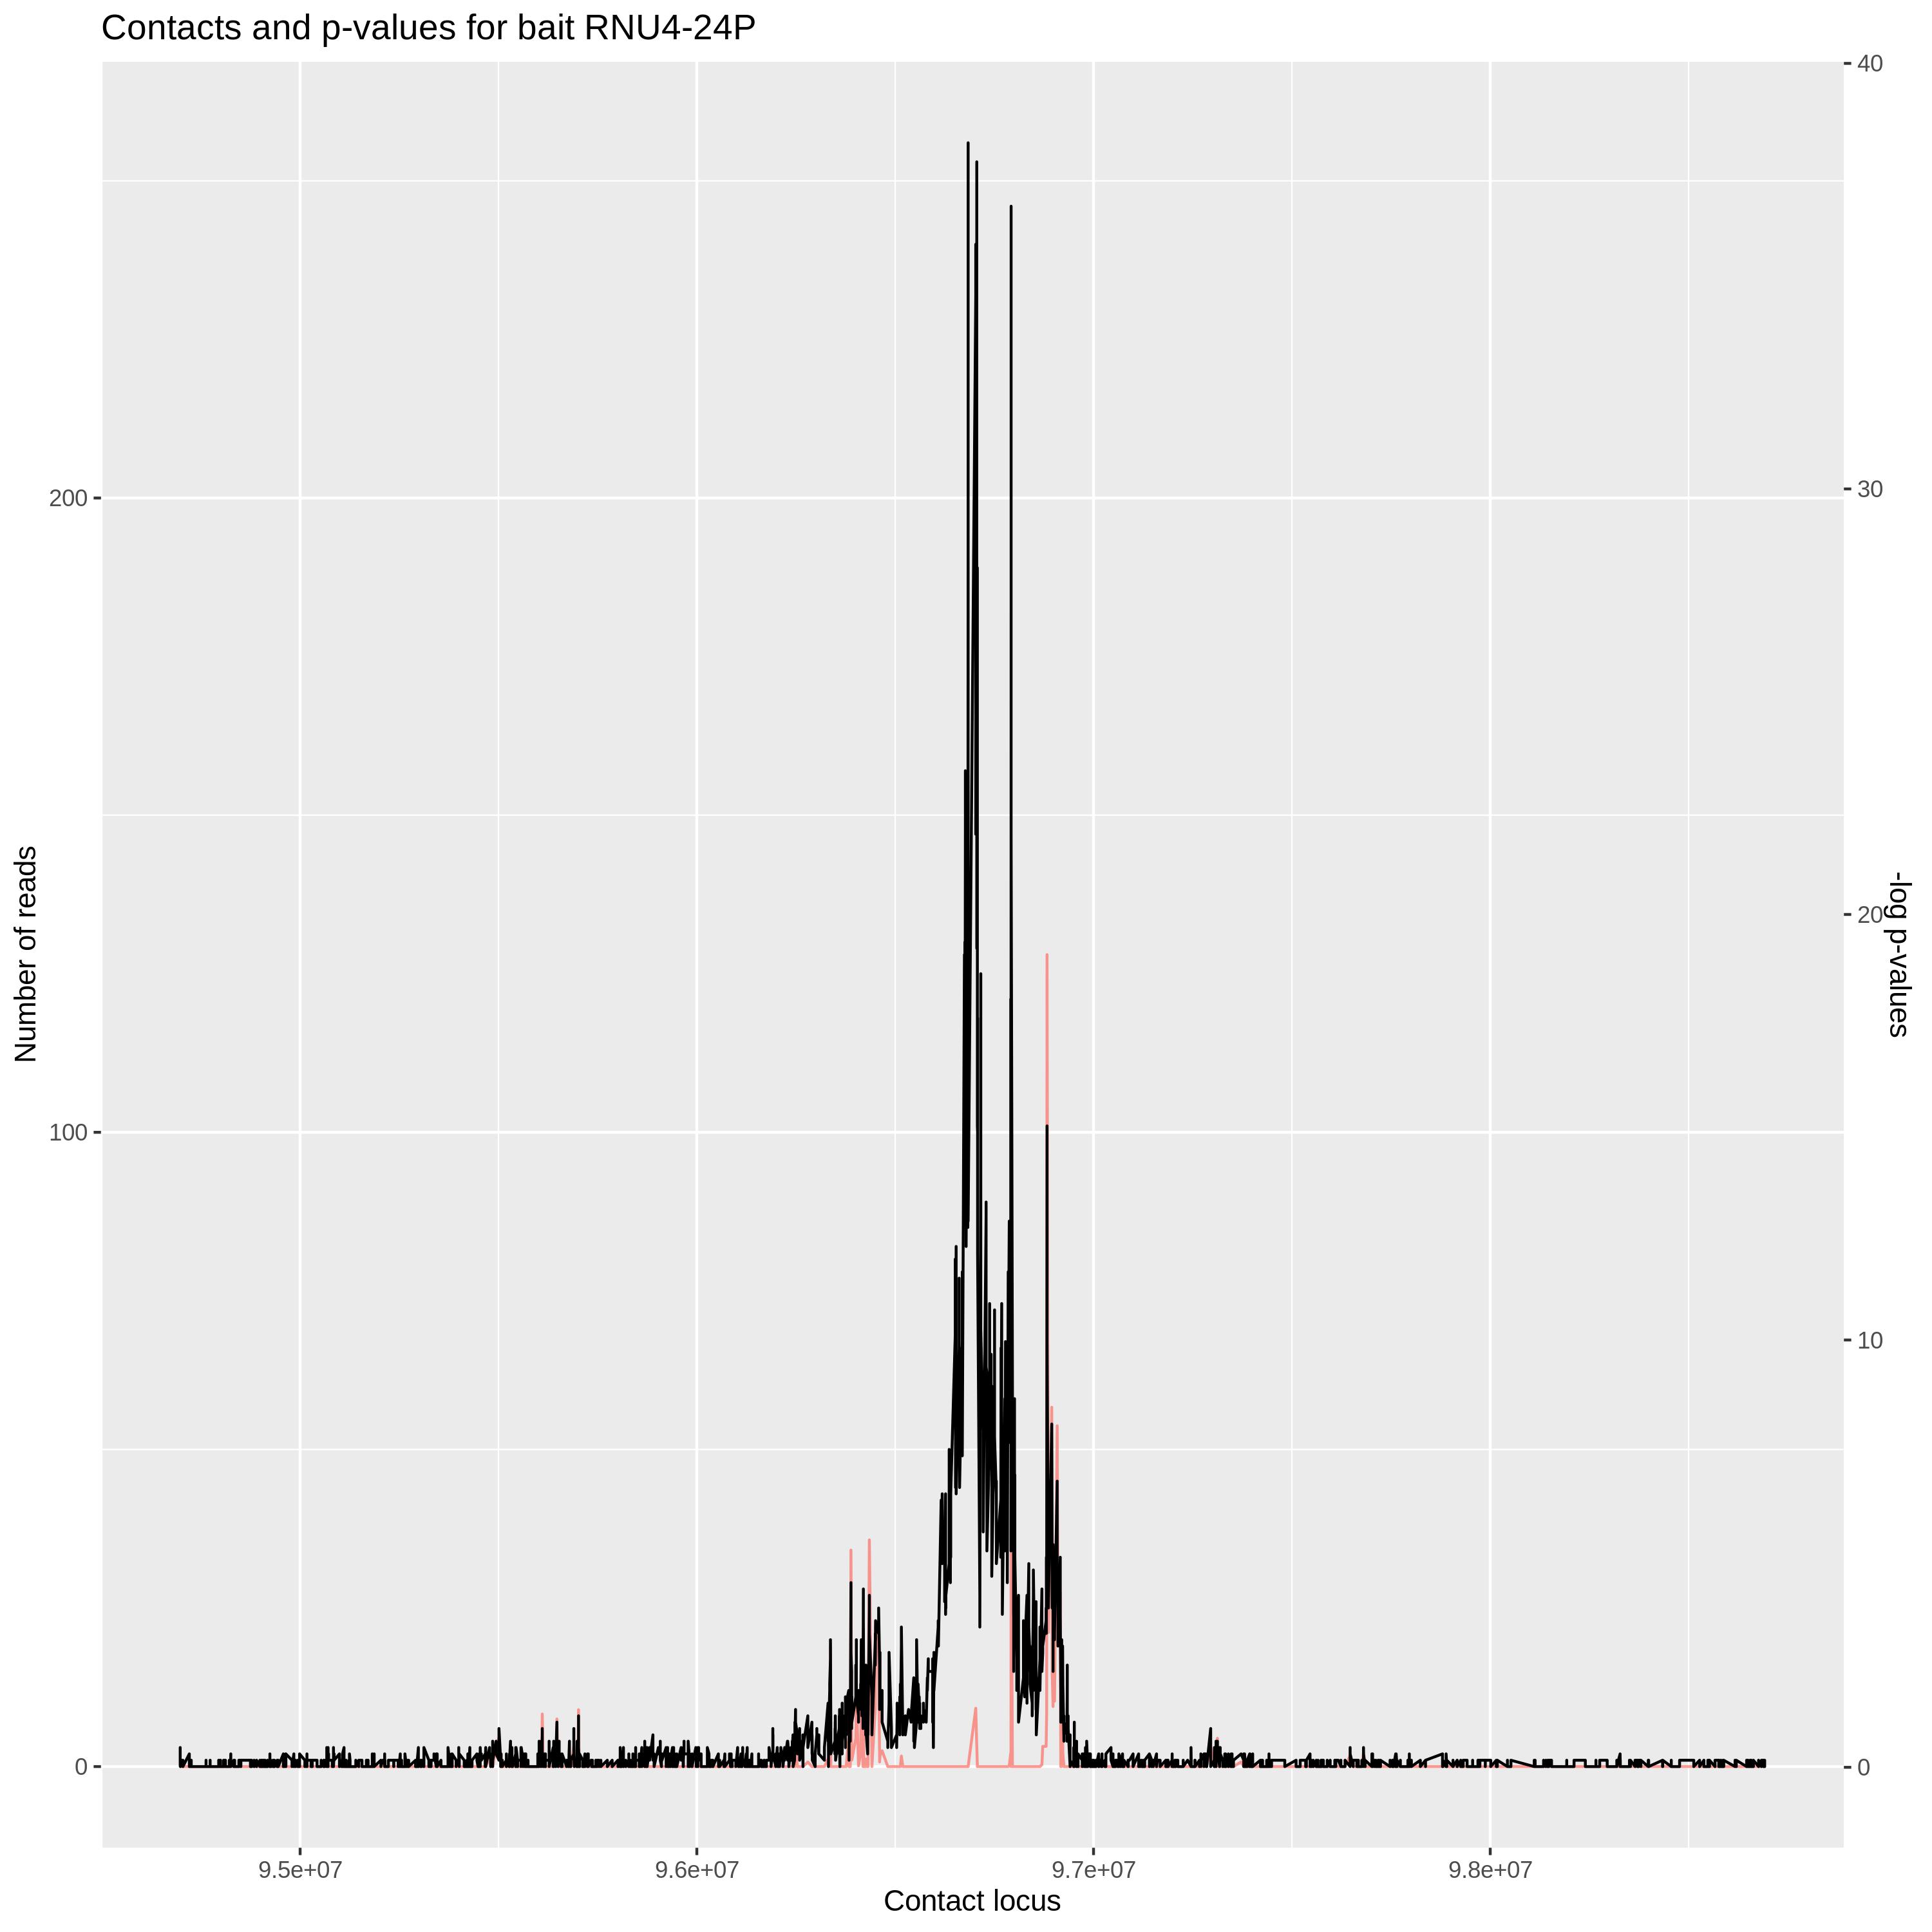 Contacts and p-values for bait RNU4-24P
40
30
20
10
0
200
100
0
Number of reads
-log p-values
9.5e+07 9.6e+07 9.7e+07 9.8e+07
Contact locus